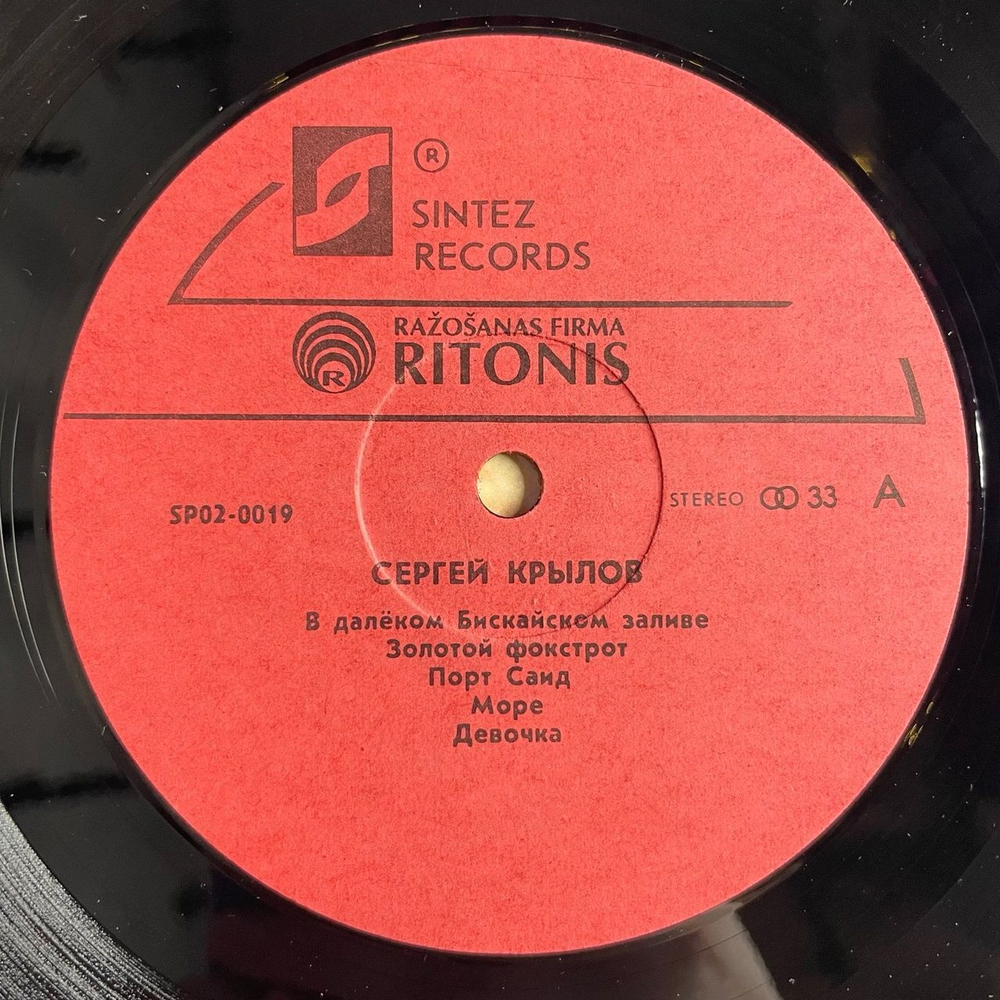 ®
SINTEZ
RECORDS
RAŽOŠANAS FIRMA
R RITONIS
SP02-0019
STEREO 33 A
СЕРГЕЙ КРЫЛОВ
В далёком Бискайском заливе
Золотой фокстрот
Порт Саид
Море
Девочка